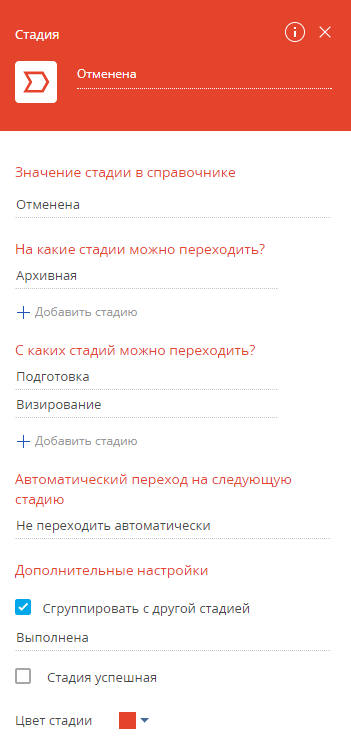 Стадия
Отменена
Значение стадии в справочнике
Отменена
На какие стадии можно переходить?
Архивная
Добавить стадию
С каких стадий можно переходить?
Подготовка
Визирование
Добавить стадию
Автоматический переход на следующую
стадию
Не переходить автоматически
Дополнительные настройки
Сгруппировать с другой стадией
Выполнена
Стадия успешная
Цвет стадии